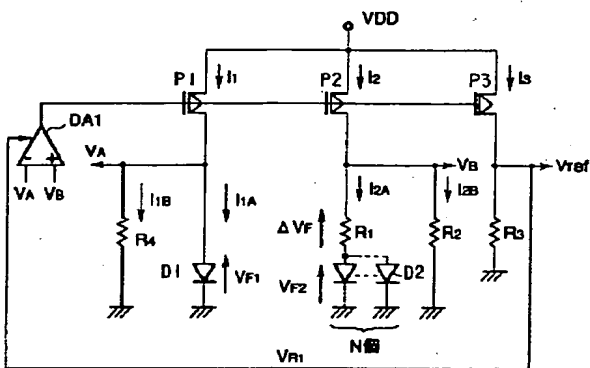 VDD
P1
I1
P2
I2
P3
I3
DA1
VA
VB
Vref
VA
VB
I1B
I1A
I2A
I2B
R4
ΔVF
R1
R2
R3
D1
VF1
VF2
D2
N個
VR1